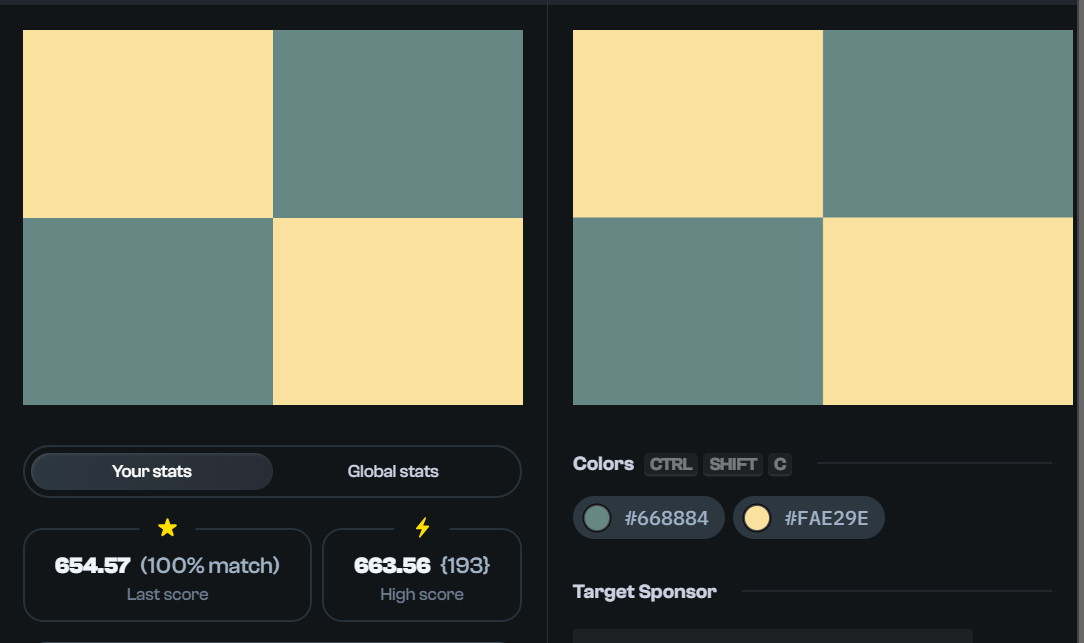 Your stats
Global stats
654.57 (100% match)
Last score
663.56 {193}
High score
Colors CTRL SHIFT C
#668884
#FAE29E
Target Sponsor